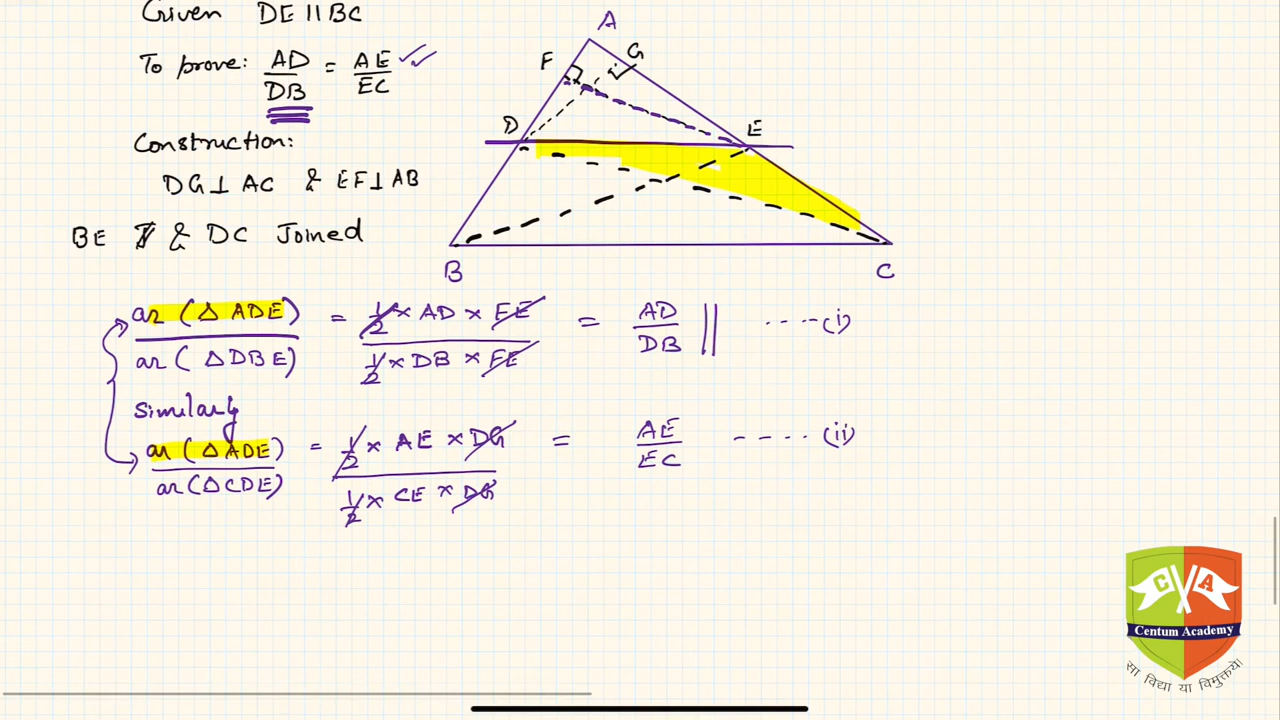 Given DE || BC
To prove: AD/DB = AE/EC
Construction:
DG ⊥ AC & EF ⊥ AB
BE & DC Joined
A
F
G
D
E
B
C
ar (△ ADE) / ar (△ DBE) = ½ × AD × FE / ½ × DB × FE = AD/DB || ····· (i)
Similarly
ar (△ ADE) / ar (△ CDE) = ½ × AE × DG / ½ × CE × DG = AE/EC ---- (ii)
C A
Centum Academy
सा विद्या या विमुक्तये।